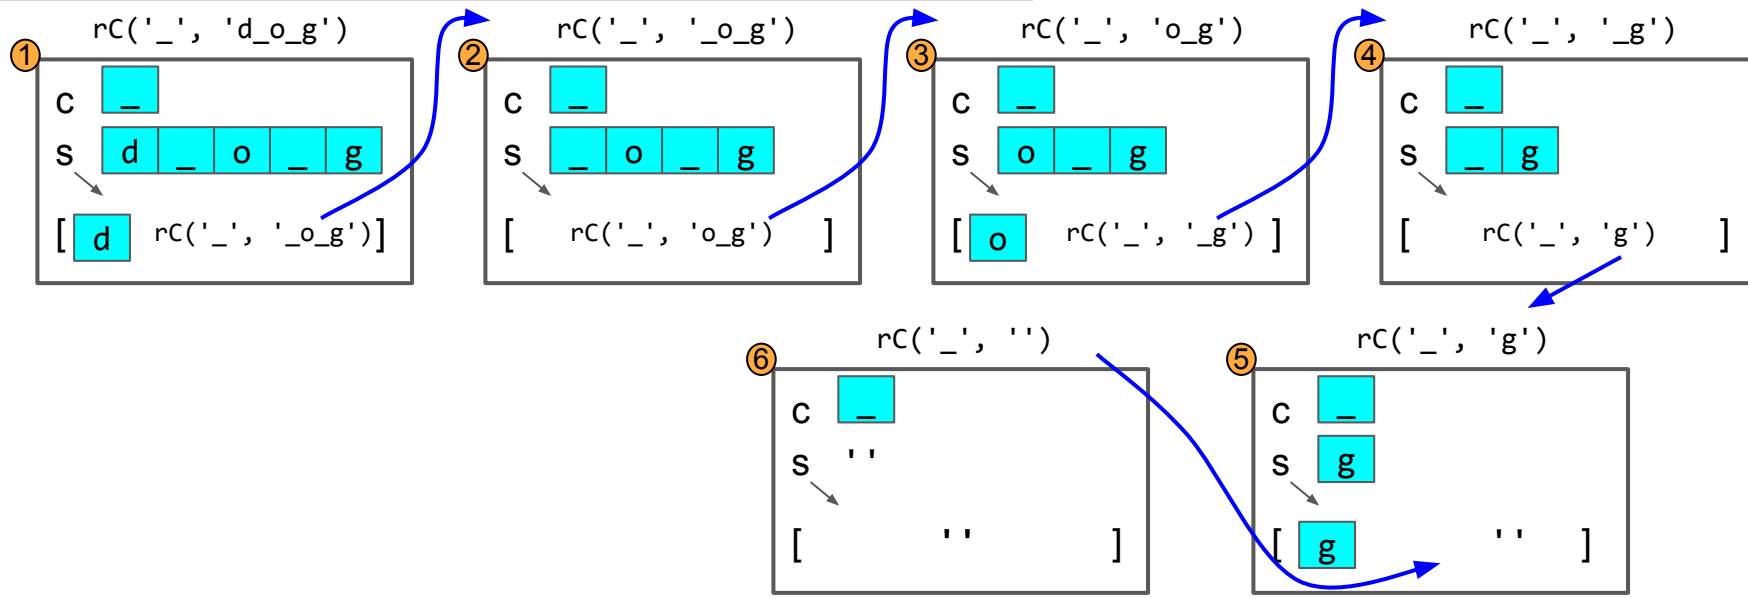 rC('_', 'd_o_g')
1
c _
s d _ o _ g
[ d rC('_', '_o_g')]
rC('_', '_o_g')
2
c _
s _ o _ g
[ rC('_', 'o_g') ]
rC('_', 'o_g')
3
c _
s o _ g
[ o rC('_', '_g') ]
rC('_', '_g')
4
c _
s _ g
[ rC('_', 'g') ]
rC('_', 'g')
5
c _
s g
[ g '' ]
rC('_', '')
6
c _
s ''
[ '' ]